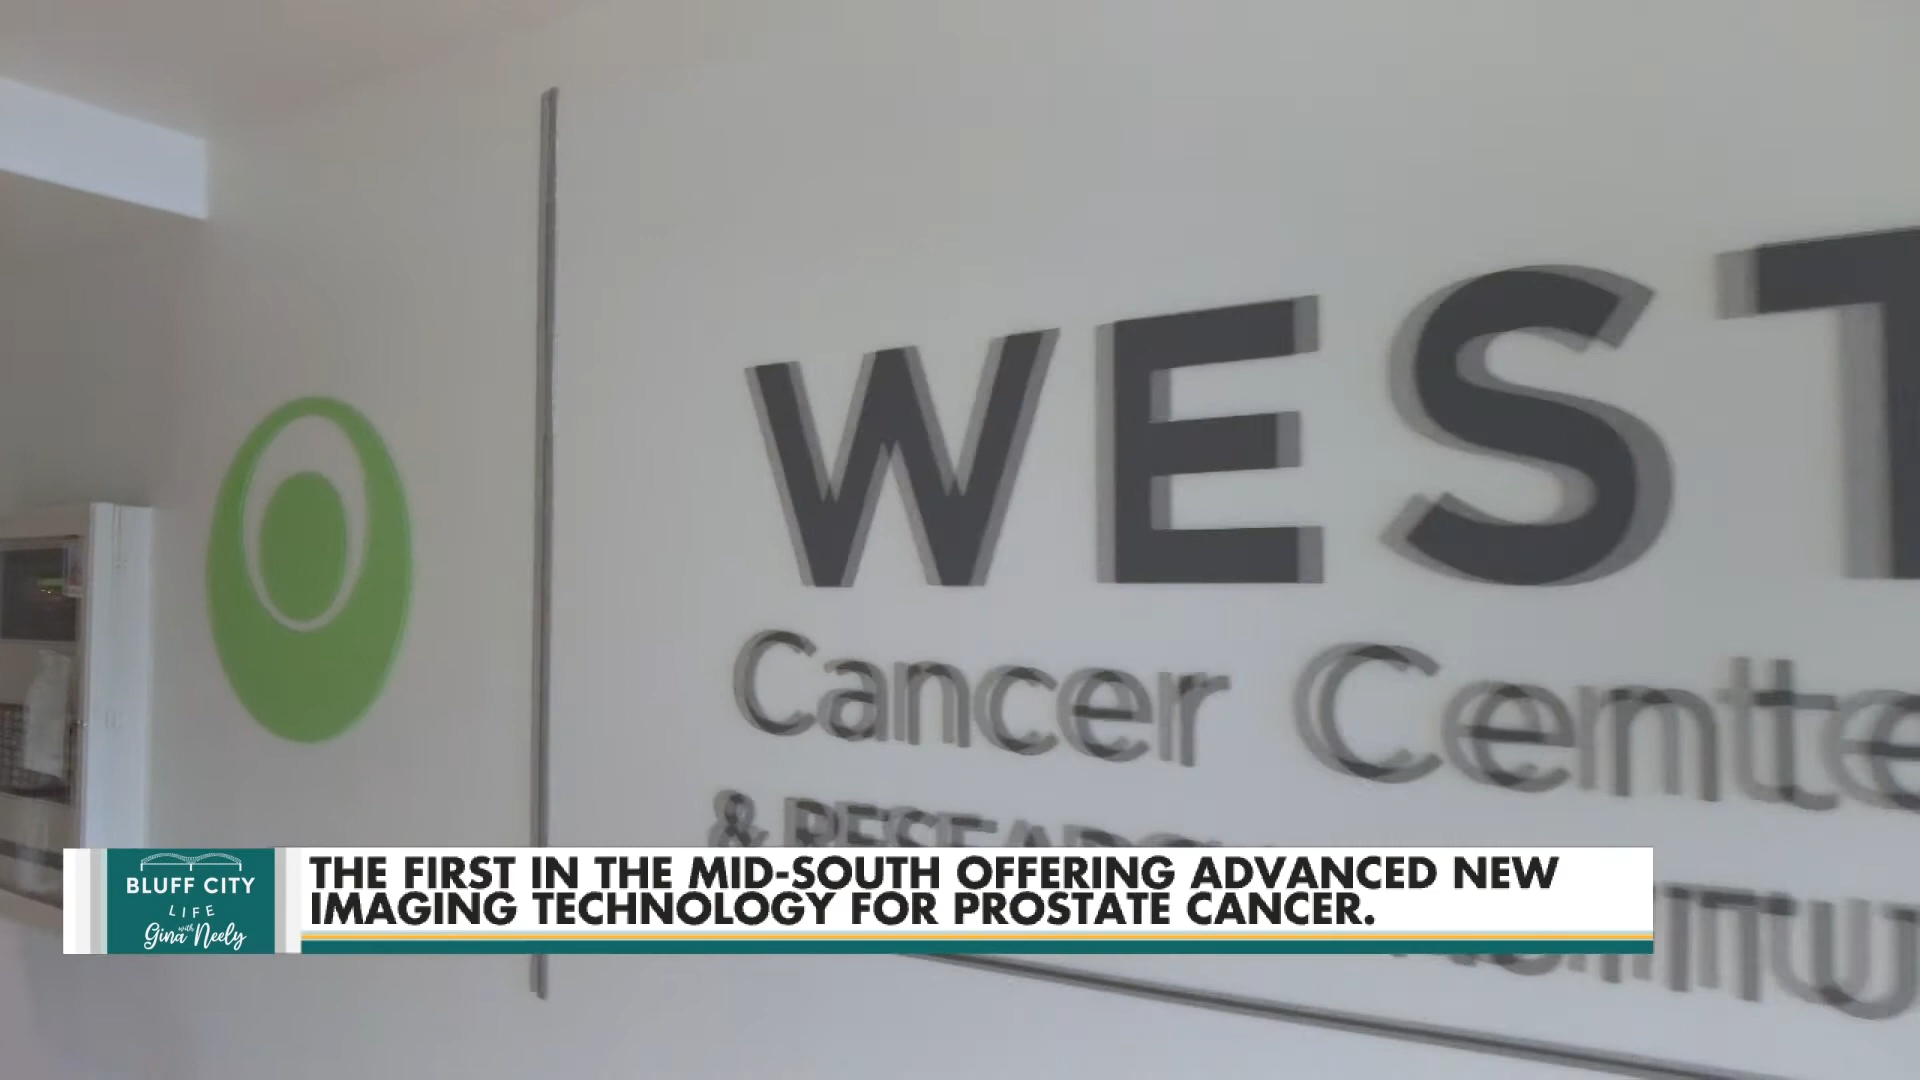 WEST
Cancer Cente
& RESEARCH
BLUFF CITY
LIFE
with
Gina Neely
THE FIRST IN THE MID-SOUTH OFFERING ADVANCED NEW
IMAGING TECHNOLOGY FOR PROSTATE CANCER.